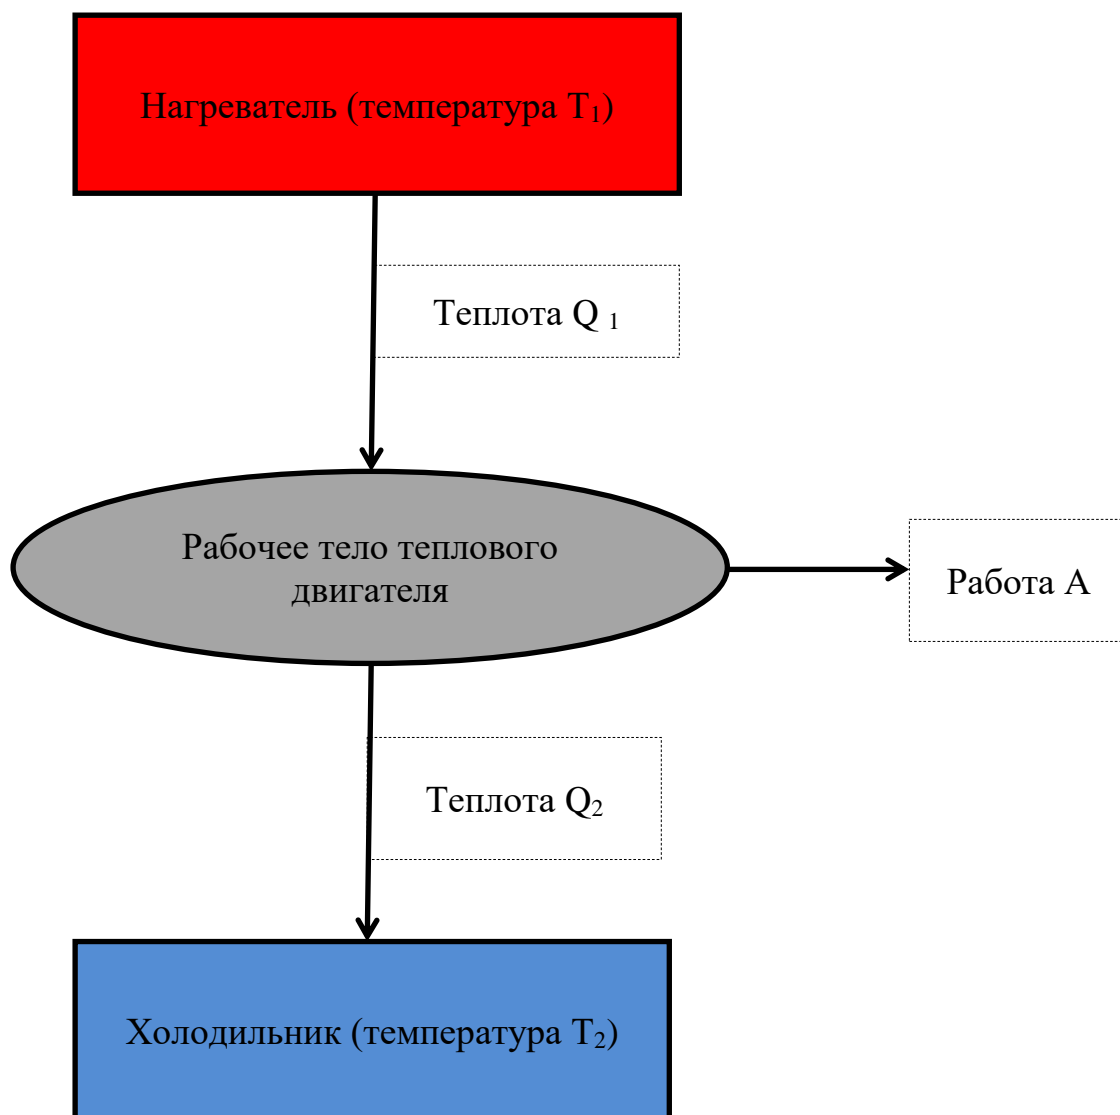 Нагреватель (температура T₁)
Теплота Q ₁
Рабочее тело теплового
двигателя
Работа А
Теплота Q₂
Холодильник (температура T₂)